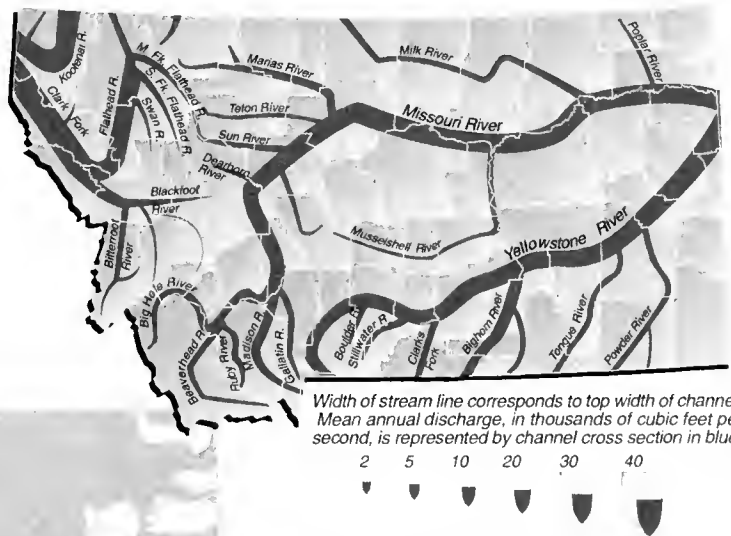 Kootenai R.
Clark Fork
Flathead R.
M. Fk. Flathead R.
S. Fk. Flathead R.
Swan R.
Marias River
Milk River
Poplar River
Teton River
Sun River
Dearborn River
Missouri River
Blackfoot River
Bitterroot River
Musselshell River
Yellowstone River
Big Hole River
Beaverhead R.
Ruby River
Madison R.
Gallatin R.
Boulder R.
Stillwater R.
Clarks Fork
Bighorn River
Tongue River
Powder River
Width of stream line corresponds to top width of channe
Mean annual discharge, in thousands of cubic feet pe
second, is represented by channel cross section in blue
2 5 10 20 30 40